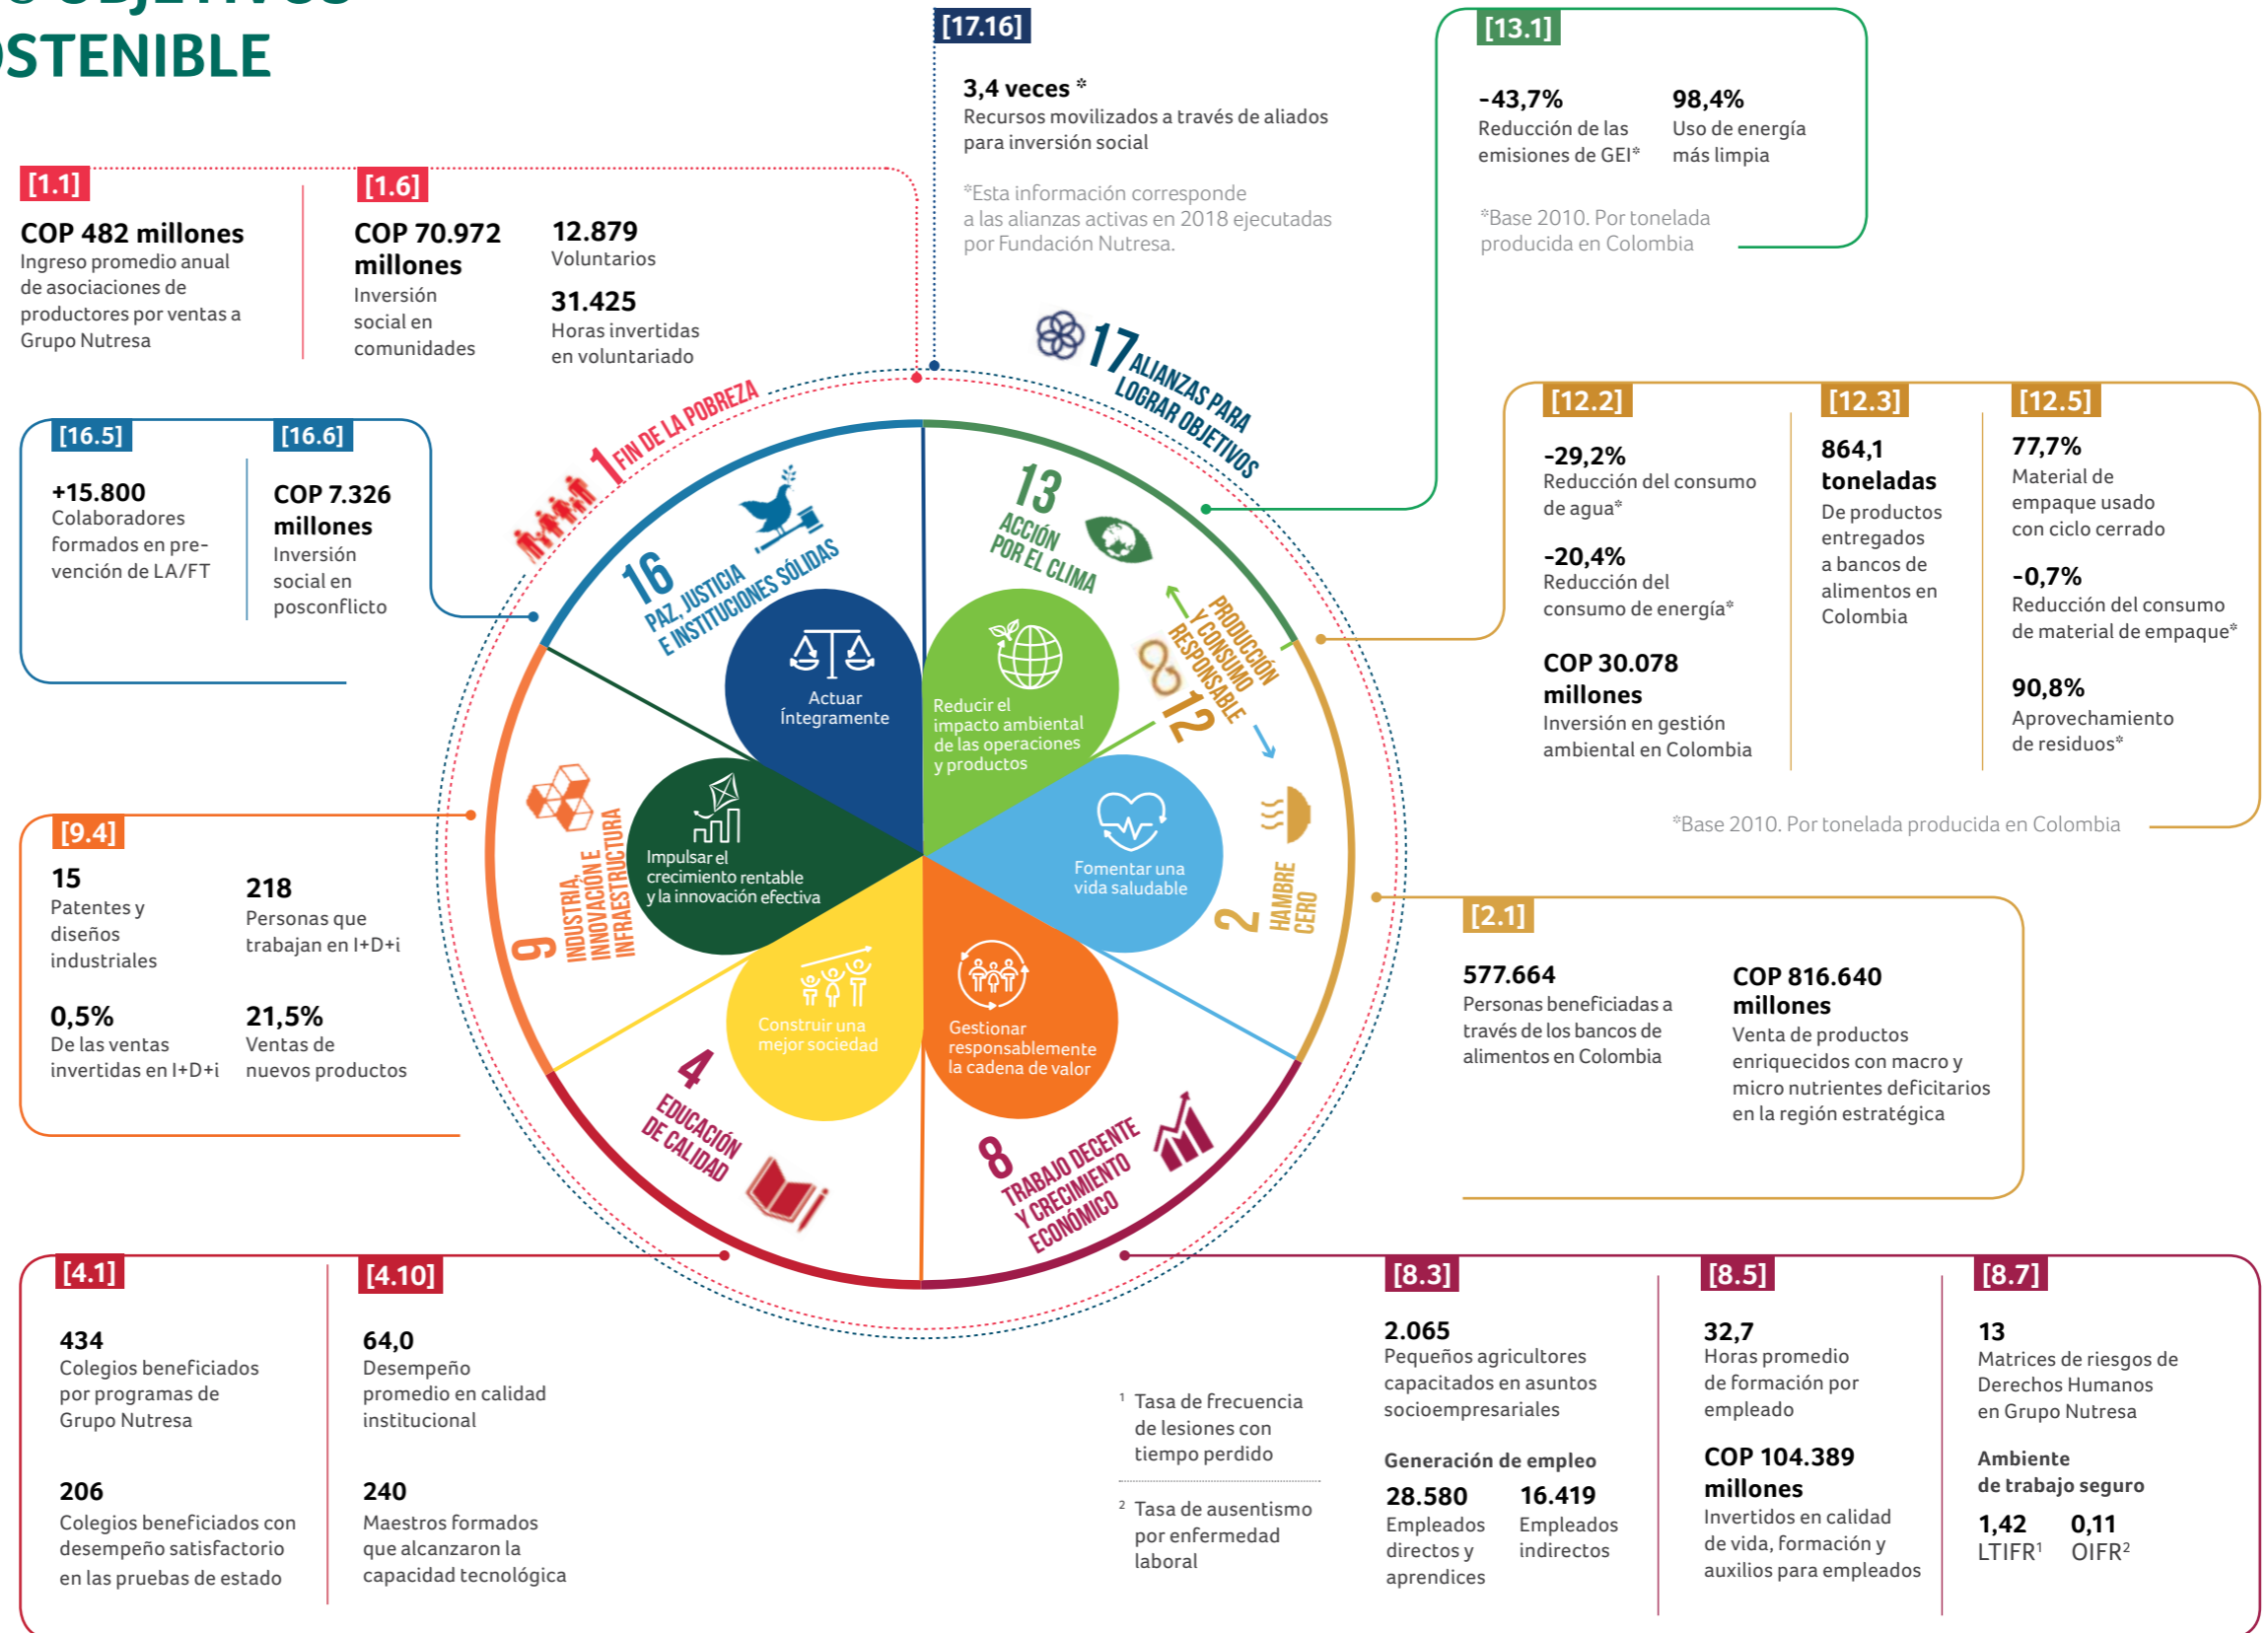 OBJETIVOS
OSTENIBLE
[17.16]
3,4 veces *
Recursos movilizados a través de aliados
para inversión social
*Esta información corresponde
a las alianzas activas en 2018 ejecutadas
por Fundación Nutresa.
[13.1]
-43,7%
Reducción de las
emisiones de GEI*
98,4%
Uso de energía
más limpia
*Base 2010. Por tonelada
producida en Colombia
[1.1]
COP 482 millones
Ingreso promedio anual
de asociaciones de
productores por ventas a
Grupo Nutresa
[1.6]
COP 70.972
millones
Inversión
social en
comunidades
12.879
Voluntarios
31.425
Horas invertidas
en voluntariado
[16.5]
+15.800
Colaboradores
formados en pre-
vención de LA/FT
[16.6]
COP 7.326
millones
Inversión
social en
posconflicto
1 FIN DE LA POBREZA
17 ALIANZAS PARA
LOGRAR OBJETIVOS
16
PAZ, JUSTICIA
E INSTITUCIONES SÓLIDAS
13
ACCIÓN
POR EL CLIMA
PRODUCCIÓN
Y CONSUMO
RESPONSABLE
12
Actuar
Íntegramente
Reducir el
impacto ambiental
de las operaciones
y productos
Impulsar el
crecimiento rentable
y la innovación efectiva
Fomentar una
vida saludable
Construir una
mejor sociedad
Gestionar
responsablemente
la cadena de valor
9
INDUSTRIA,
INNOVACIÓN E
INFRAESTRUCTURA
2
HAMBRE
CERO
4
EDUCACIÓN
DE CALIDAD
8
TRABAJO DECENTE
Y CRECIMIENTO
ECONÓMICO
[12.2]
-29,2%
Reducción del consumo
de agua*
-20,4%
Reducción del
consumo de energía*
COP 30.078
millones
Inversión en gestión
ambiental en Colombia
[12.3]
864,1
toneladas
De productos
entregados
a bancos de
alimentos en
Colombia
[12.5]
77,7%
Material de
empaque usado
con ciclo cerrado
-0,7%
Reducción del consumo
de material de empaque*
90,8%
Aprovechamiento
de residuos*
*Base 2010. Por tonelada producida en Colombia
[9.4]
15
Patentes y
diseños
industriales
218
Personas que
trabajan en I+D+i
0,5%
De las ventas
invertidas en I+D+i
21,5%
Ventas de
nuevos productos
[2.1]
577.664
Personas beneficiadas a
través de los bancos de
alimentos en Colombia
COP 816.640
millones
Venta de productos
enriquecidos con macro y
micro nutrientes deficitarios
en la región estratégica
[4.1]
434
Colegios beneficiados
por programas de
Grupo Nutresa
206
Colegios beneficiados con
desempeño satisfactorio
en las pruebas de estado
[4.10]
64,0
Desempeño
promedio en calidad
institucional
240
Maestros formados
que alcanzaron la
capacidad tecnológica
1 Tasa de frecuencia
de lesiones con
tiempo perdido
2 Tasa de ausentismo
por enfermedad
laboral
[8.3]
2.065
Pequeños agricultores
capacitados en asuntos
socioempresariales
Generación de empleo
28.580
Empleados
directos y
aprendices
16.419
Empleados
indirectos
[8.5]
32,7
Horas promedio
de formación por
empleado
COP 104.389
millones
Invertidos en calidad
de vida, formación y
auxilios para empleados
[8.7]
13
Matrices de riesgos de
Derechos Humanos
en Grupo Nutresa
Ambiente
de trabajo seguro
1,42
LTIFR1
0,11
OIFR2